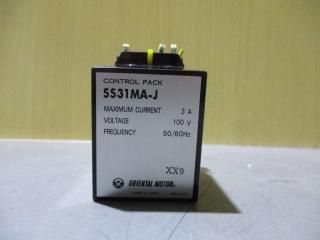 CONTROL PACK
SS31MA-J
MAXIMUM CURRENT 3 A
VOLTAGE 100 V
FREQUENCY 50/60Hz
XX9
ORIENTAL MOTOR